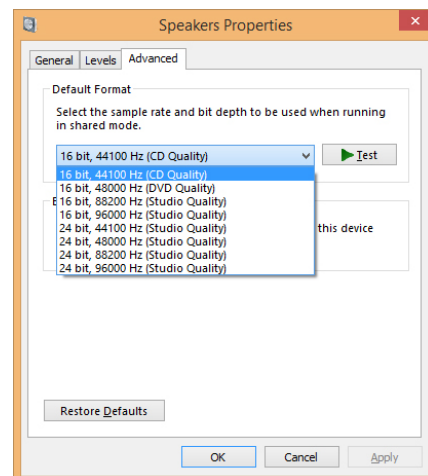 Speakers Properties
General Levels Advanced
Default Format
Select the sample rate and bit depth to be used when running
in shared mode.
16 bit, 44100 Hz (CD Quality)
Test
16 bit, 44100 Hz (CD Quality)
16 bit, 48000 Hz (DVD Quality)
16 bit, 88200 Hz (Studio Quality)
16 bit, 96000 Hz (Studio Quality)
24 bit, 44100 Hz (Studio Quality)
this device
24 bit, 48000 Hz (Studio Quality)
24 bit, 88200 Hz (Studio Quality)
24 bit, 96000 Hz (Studio Quality)
Restore Defaults
OK Cancel Apply